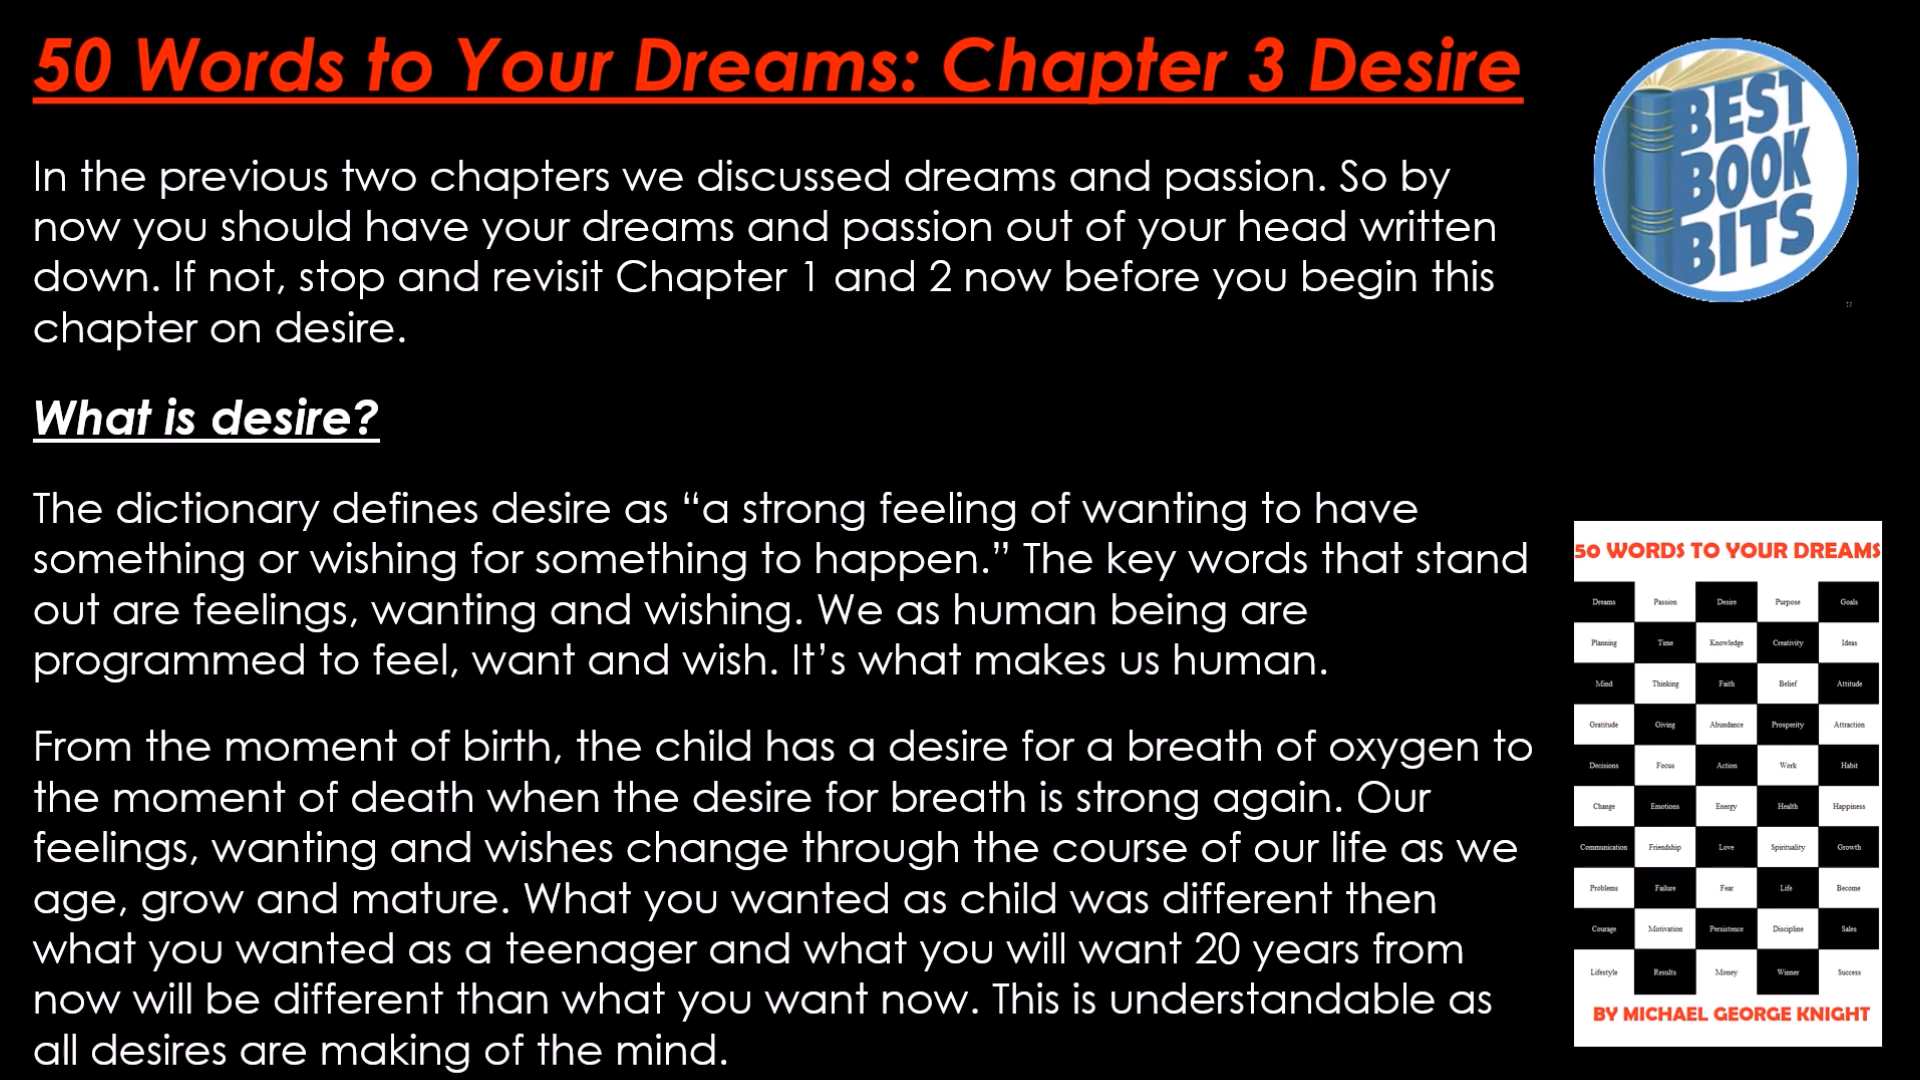 50 Words to Your Dreams: Chapter 3 Desire
In the previous two chapters we discussed dreams and passion. So by
now you should have your dreams and passion out of your head written
down. If not, stop and revisit Chapter 1 and 2 now before you begin this
chapter on desire.
What is desire?
The dictionary defines desire as “a strong feeling of wanting to have
something or wishing for something to happen.” The key words that stand
out are feelings, wanting and wishing. We as human being are
programmed to feel, want and wish. It’s what makes us human.
From the moment of birth, the child has a desire for a breath of oxygen to
the moment of death when the desire for breath is strong again. Our
feelings, wanting and wishes change through the course of our life as we
age, grow and mature. What you wanted as child was different then
what you wanted as a teenager and what you will want 20 years from
now will be different than what you want now. This is understandable as
all desires are making of the mind.
BEST
BOOK
BITS
50 WORDS TO YOUR DREAMS
Dreams Passion Desire Purpose Goals
Planning Time Knowledge Creativity Ideas
Mind Thinking Faith Belief Attitude
Gratitude Giving Abundance Prosperity Attraction
Decisions Focus Action Work Habit
Change Emotions Energy Health Happiness
Communication Friendship Love Spirituality Growth
Problems Failure Fear Life Become
Courage Motivation Persistence Discipline Sales
Lifestyle Results Money Winner Success
BY MICHAEL GEORGE KNIGHT